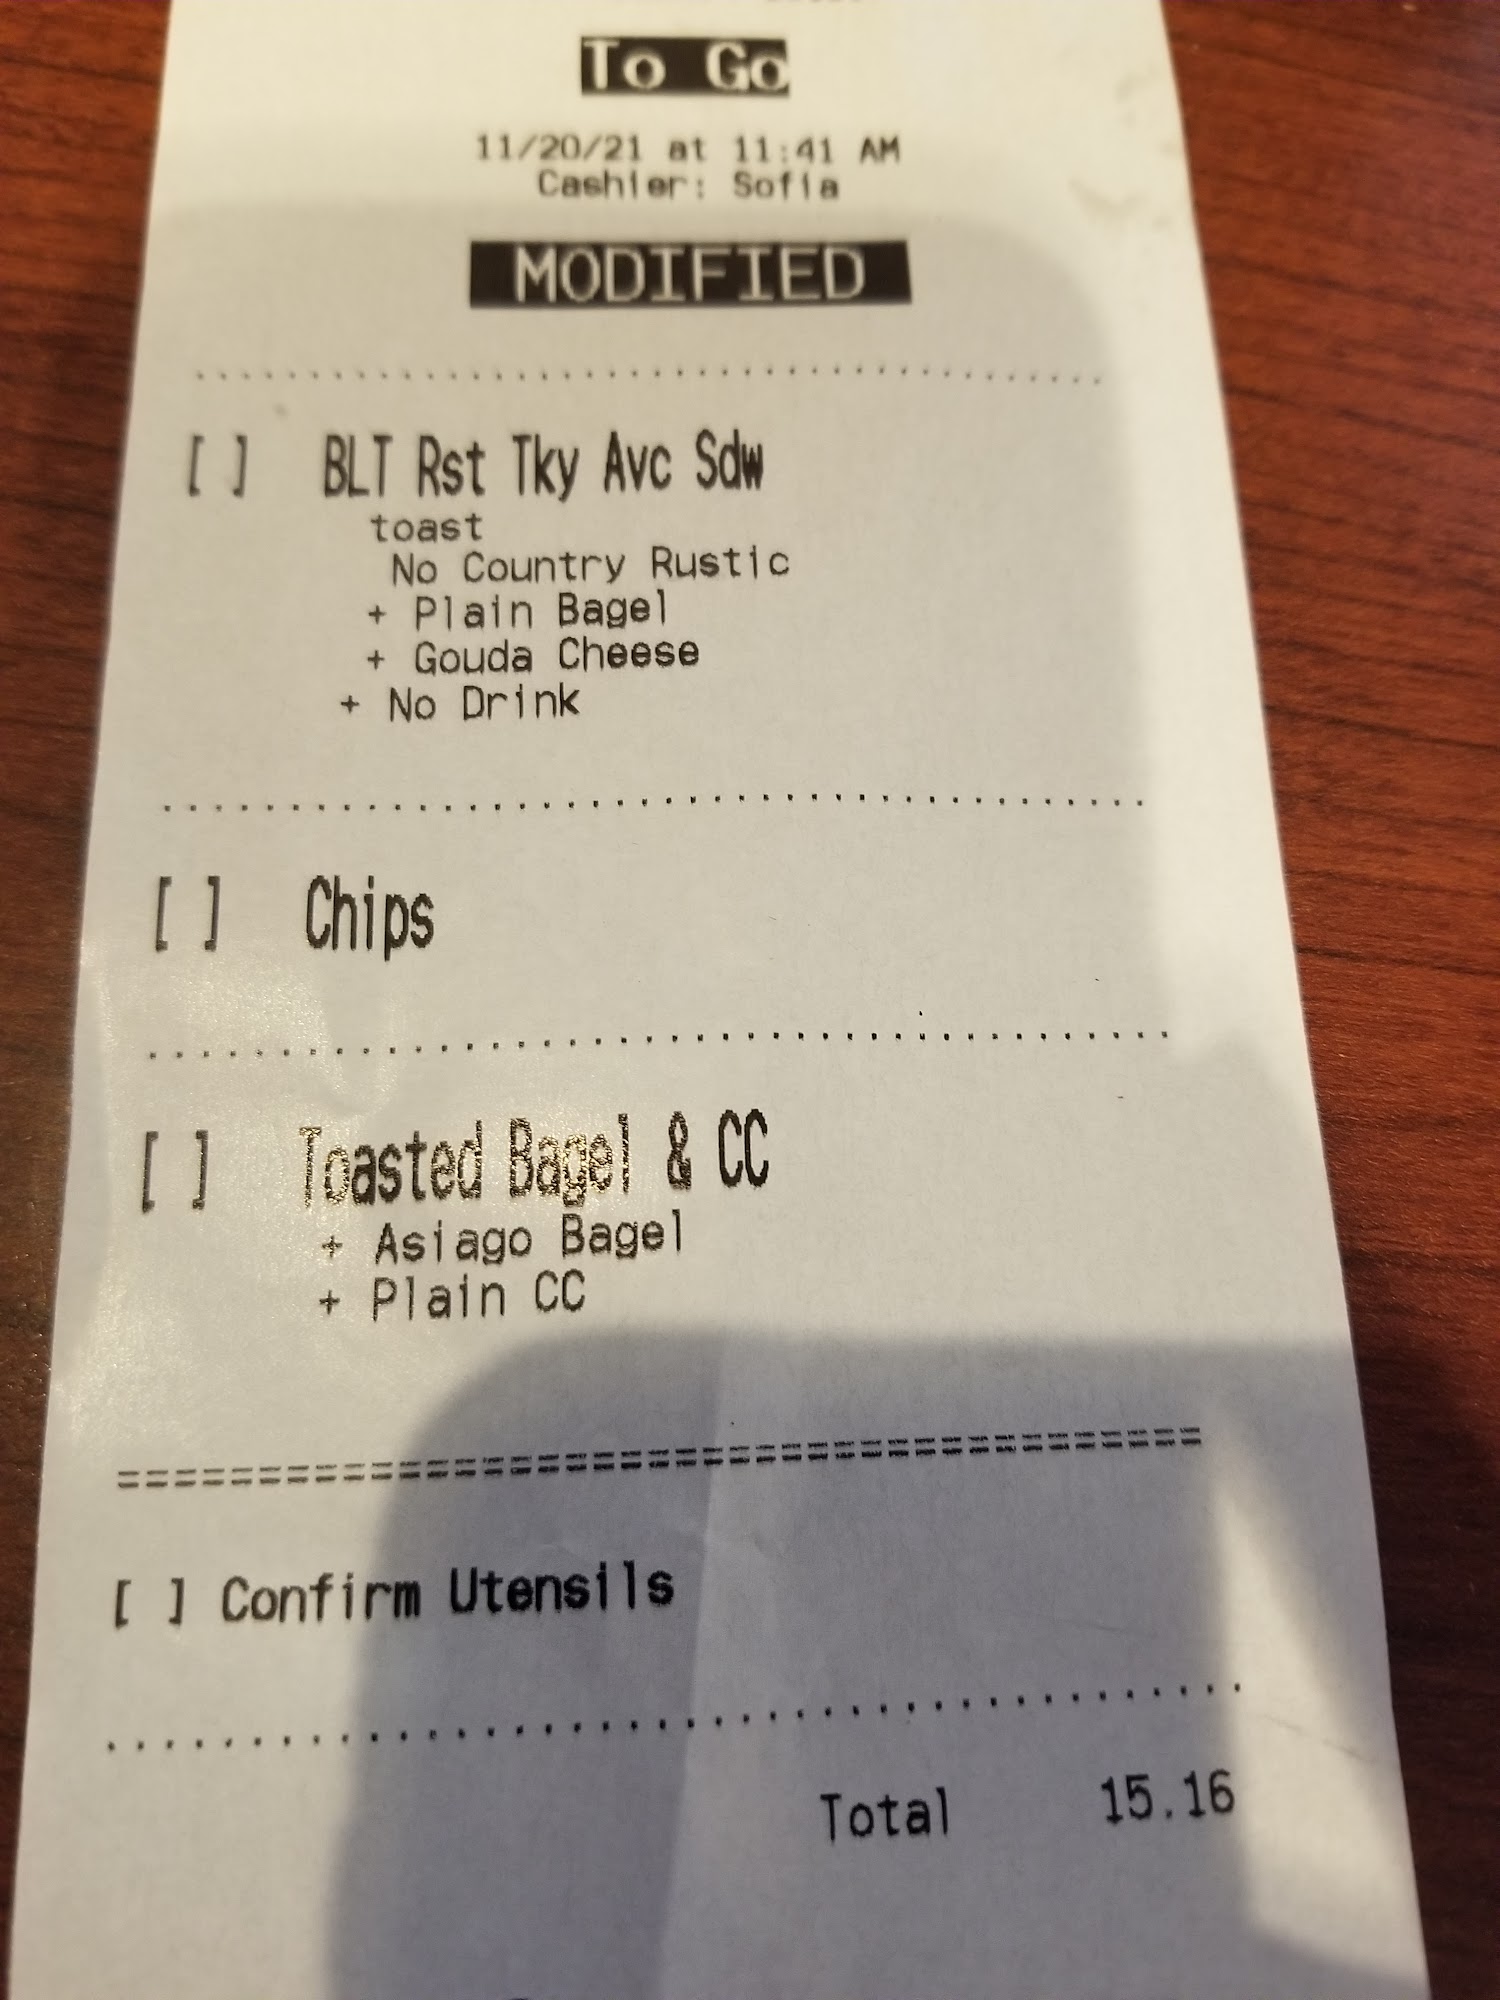 To Go
11/20/21 at 11:41 AM
Cashier: Sofia
MODIFIED
[ ] BLT Rst Tky Avc Sdw
toast
No Country Rustic
+ Plain Bagel
+ Gouda Cheese
+ No Drink
[ ] Chips
[ ] Toasted Bagel & CC
+ Asiago Bagel
+ Plain CC
[ ] Confirm Utensils
Total 15.16